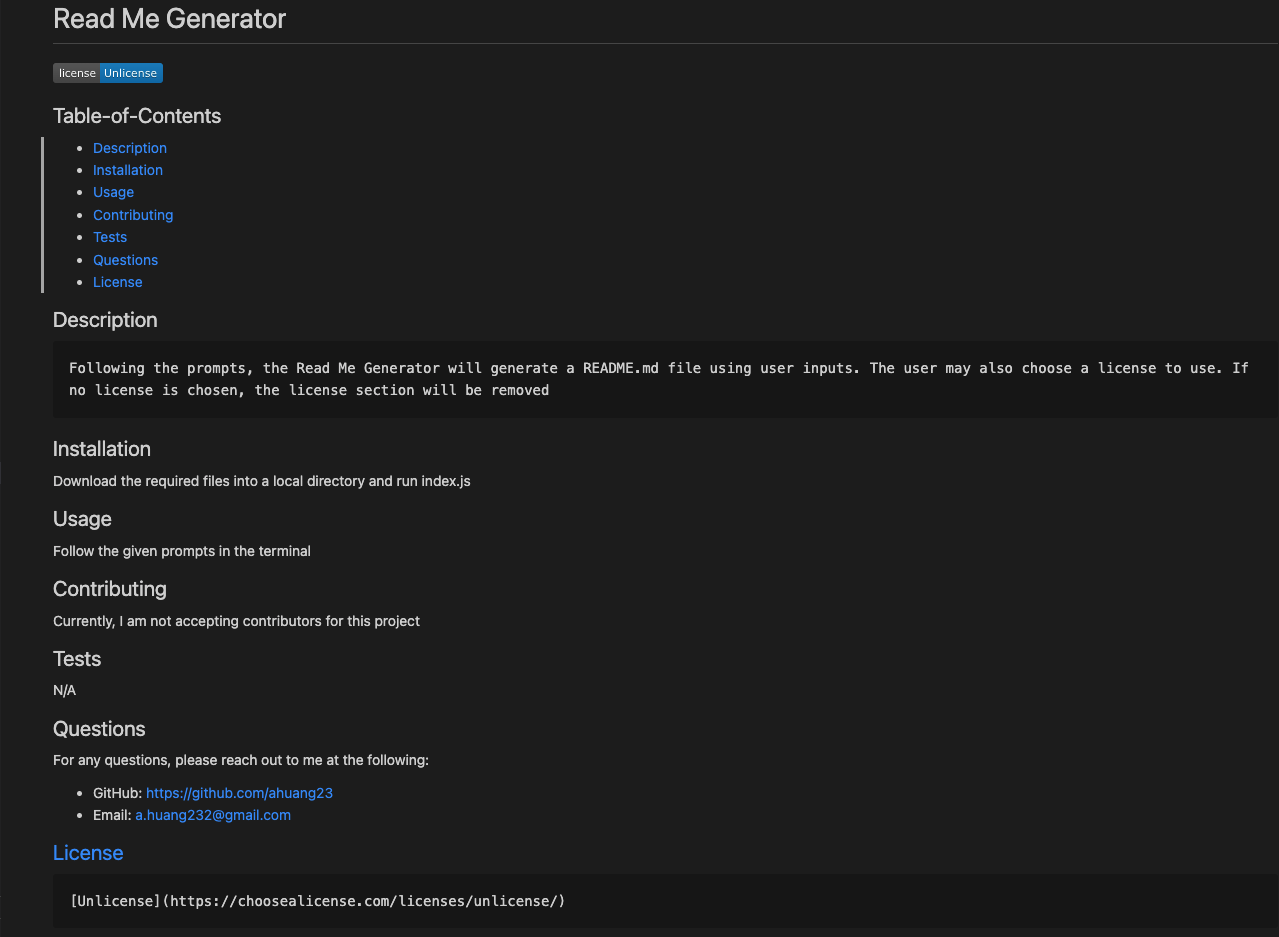 Read Me Generator
license Unlicense
Table-of-Contents
Description
Installation
Usage
Contributing
Tests
Questions
License
Description
Following the prompts, the Read Me Generator will generate a README.md file using user inputs. The user may also choose a license to use. If
no license is chosen, the license section will be removed
Installation
Download the required files into a local directory and run index.js
Usage
Follow the given prompts in the terminal
Contributing
Currently, I am not accepting contributors for this project
Tests
N/A
Questions
For any questions, please reach out to me at the following:
GitHub: https://github.com/ahuang23
Email: a.huang232@gmail.com
License
[Unlicense](https://choosealicense.com/licenses/unlicense/)